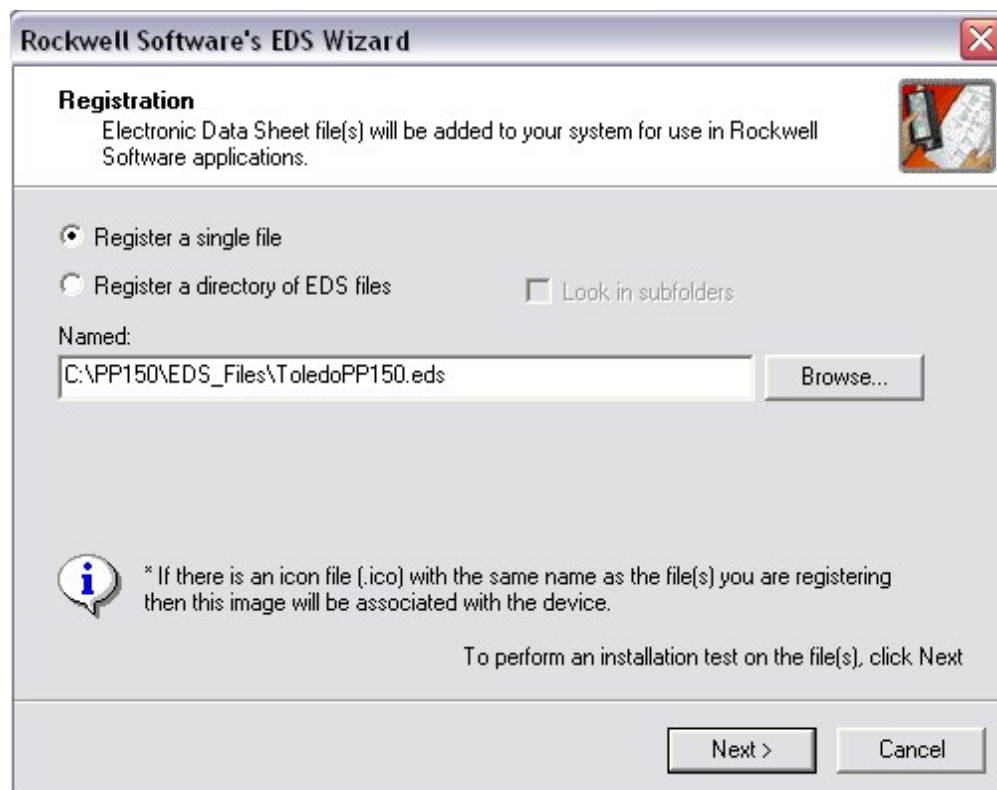 Rockwell Software's EDS Wizard
Registration
Electronic Data Sheet file(s) will be added to your system for use in Rockwell
Software applications.
Register a single file
Register a directory of EDS files
Look in subfolders
Named:
C:\PP150\EDS_Files\ToledoPP150.eds
Browse...
* If there is an icon file (.ico) with the same name as the file(s) you are registering
then this image will be associated with the device.
To perform an installation test on the file(s), click Next
Next >
Cancel